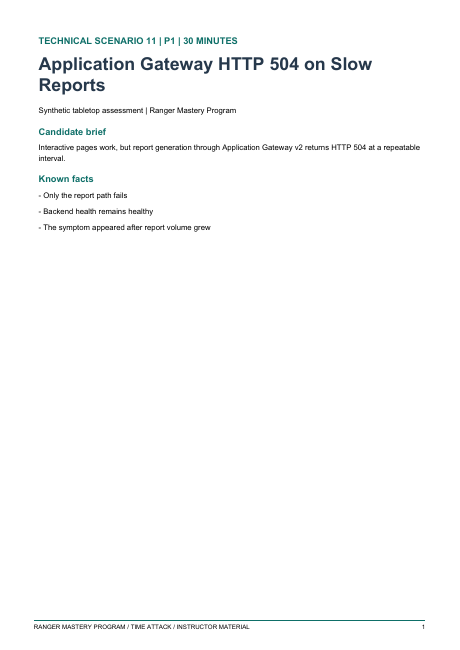 TECHNICAL SCENARIO 11 | P1 | 30 MINUTES
Application Gateway HTTP 504 on Slow
Reports
Synthetic tabletop assessment | Ranger Mastery Program
Candidate brief
Interactive pages work, but report generation through Application Gateway v2 returns HTTP 504 at a repeatable
interval.
Known facts
- Only the report path fails
- Backend health remains healthy
- The symptom appeared after report volume grew
RANGER MASTERY PROGRAM / TIME ATTACK / INSTRUCTOR MATERIAL 1